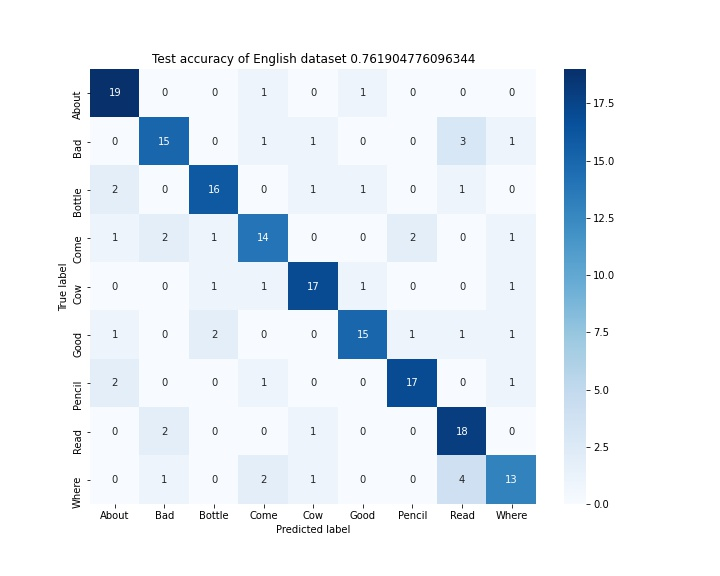 Test accuracy of English dataset 0.761904776096344
About 19 0 0 1 0 1 0 0 0
Bad 0 15 0 1 1 0 0 3 1
Bottle 2 0 16 0 1 1 0 1 0
Come 1 2 1 14 0 0 2 0 1
Cow 0 0 1 1 17 1 0 0 1
Good 1 0 2 0 0 15 1 1 1
Pencil 2 0 0 1 0 0 17 0 1
Read 0 2 0 0 1 0 0 18 0
Where 0 1 0 2 1 0 0 4 13
True label
About Bad Bottle Come Cow Good Pencil Read Where
Predicted label
17.5
15.0
12.5
10.0
7.5
5.0
2.5
0.0